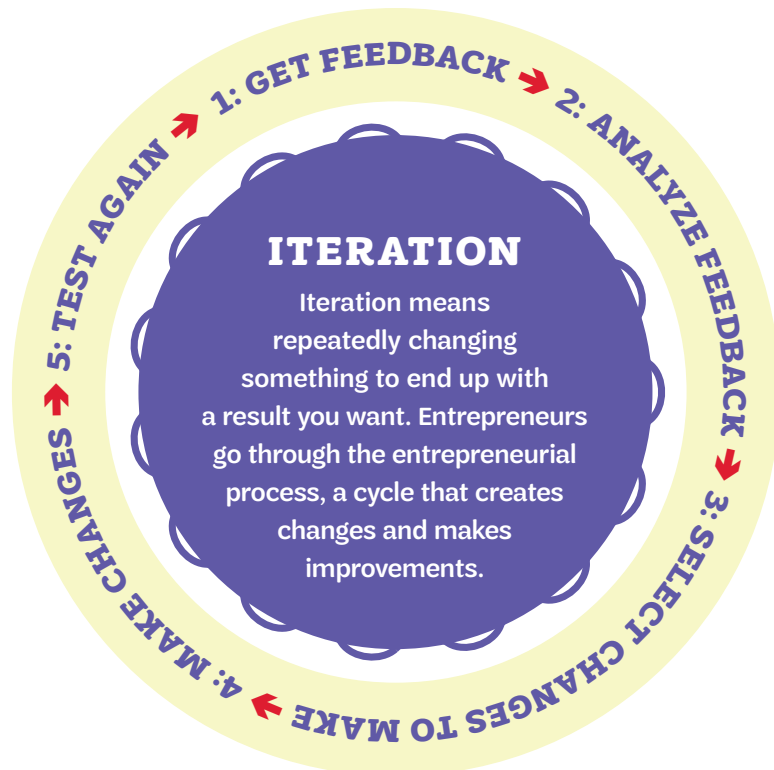 1: GET FEEDBACK
2: ANALYZE FEEDBACK
3: SELECT CHANGES TO MAKE
4: MAKE CHANGES
5: TEST AGAIN
ITERATION
Iteration means
repeatedly changing
something to end up with
a result you want. Entrepreneurs
go through the entrepreneurial
process, a cycle that creates
changes and makes
improvements.